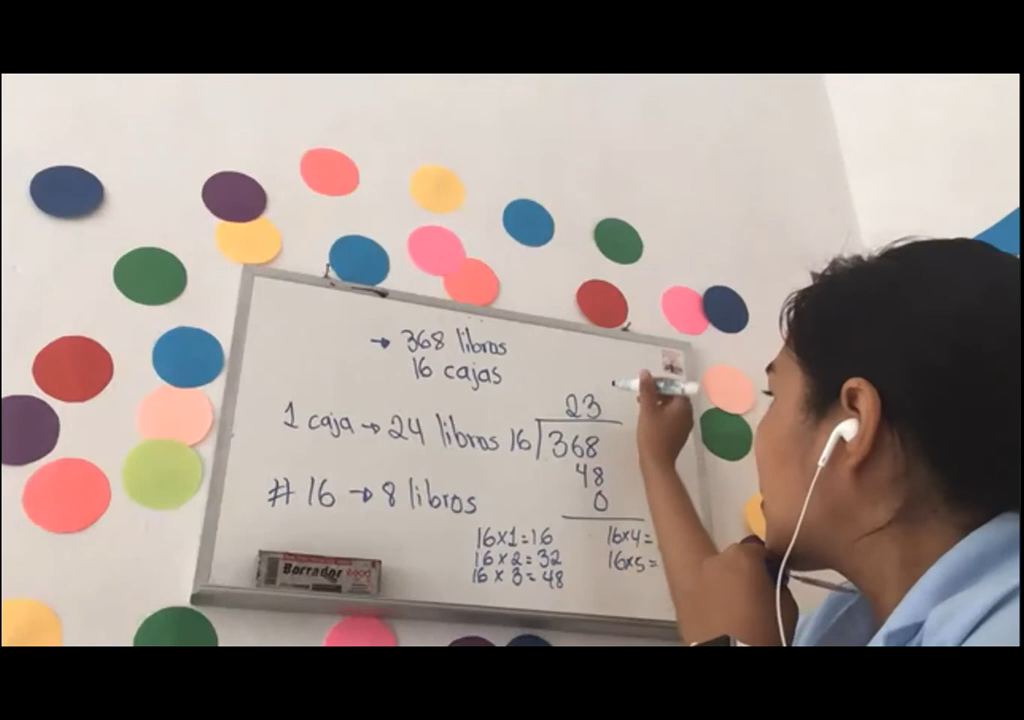 → 368 libros
16 cajas
1 caja → 24 libros
23
16 368
48
0
# 16 → 8 libros
16x1=16
16x2=32
16x3=48
16x4=
16x5=
Borrador